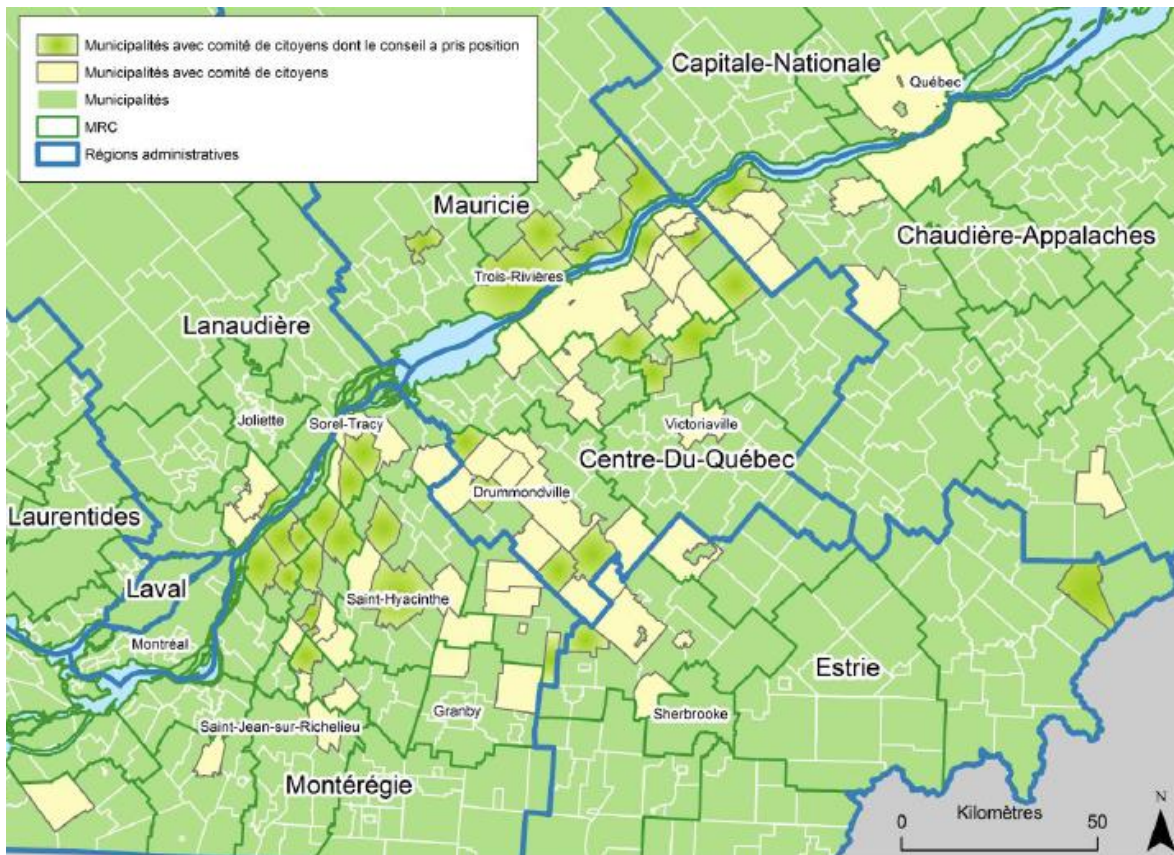 Municipalités avec comité de citoyens dont le conseil a pris position
Municipalités avec comité de citoyens
Municipalités
MRC
Régions administratives
Capitale-Nationale
Québec
Mauricie
Chaudière-Appalaches
Trois-Rivières
Lanaudière
Joliette
Sorel-Tracy
Victoriaville
Centre-Du-Québec
Drummondville
Laurentides
Laval
Saint-Hyacinthe
Montréal
Estrie
Granby
Sherbrooke
Saint-Jean-sur-Richelieu
Montérégie
N
Kilomètres
0 50